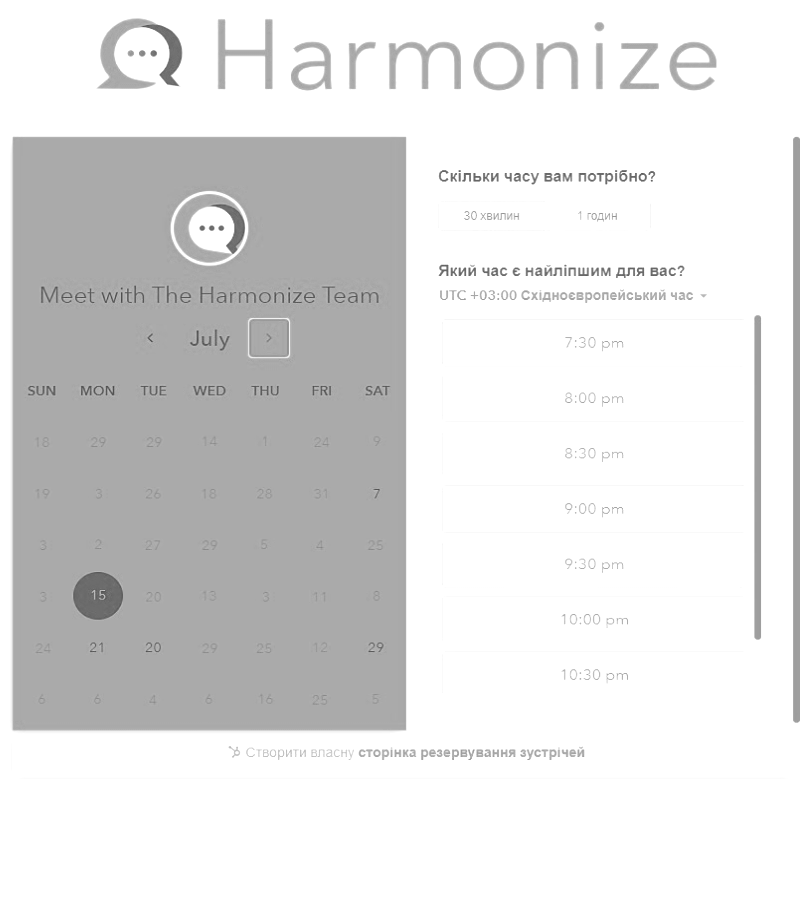 Harmonize
Meet with The Harmonize Team
July
SUN MON TUE WED THU FRI SAT
18 29 29 14 1 24 9
19 3 26 18 28 31 7
3 2 27 29 5 4 25
3 15 20 13 3 11 8
24 21 20 29 25 12 29
6 6 4 6 16 25 5
Скільки часу вам потрібно?
30 хвилин 1 годин
Який час є найліпшим для вас?
UTC +03:00 Східноєвропейський час
7:30 pm
8:00 pm
8:30 pm
9:00 pm
9:30 pm
10:00 pm
10:30 pm
Створити власну сторінка резервування зустрічей